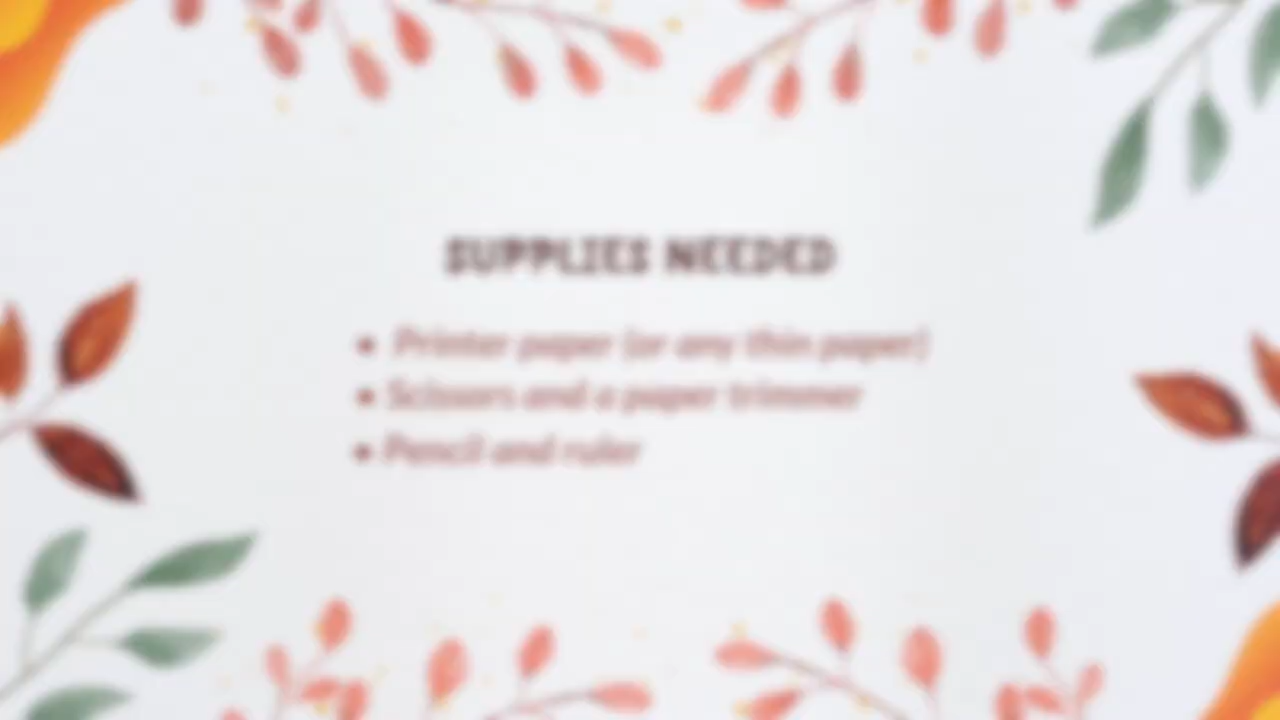 SUPPLIES NEEDED
• Printer paper (or any thin paper)
• Scissors and a paper trimmer
• Pencil and ruler